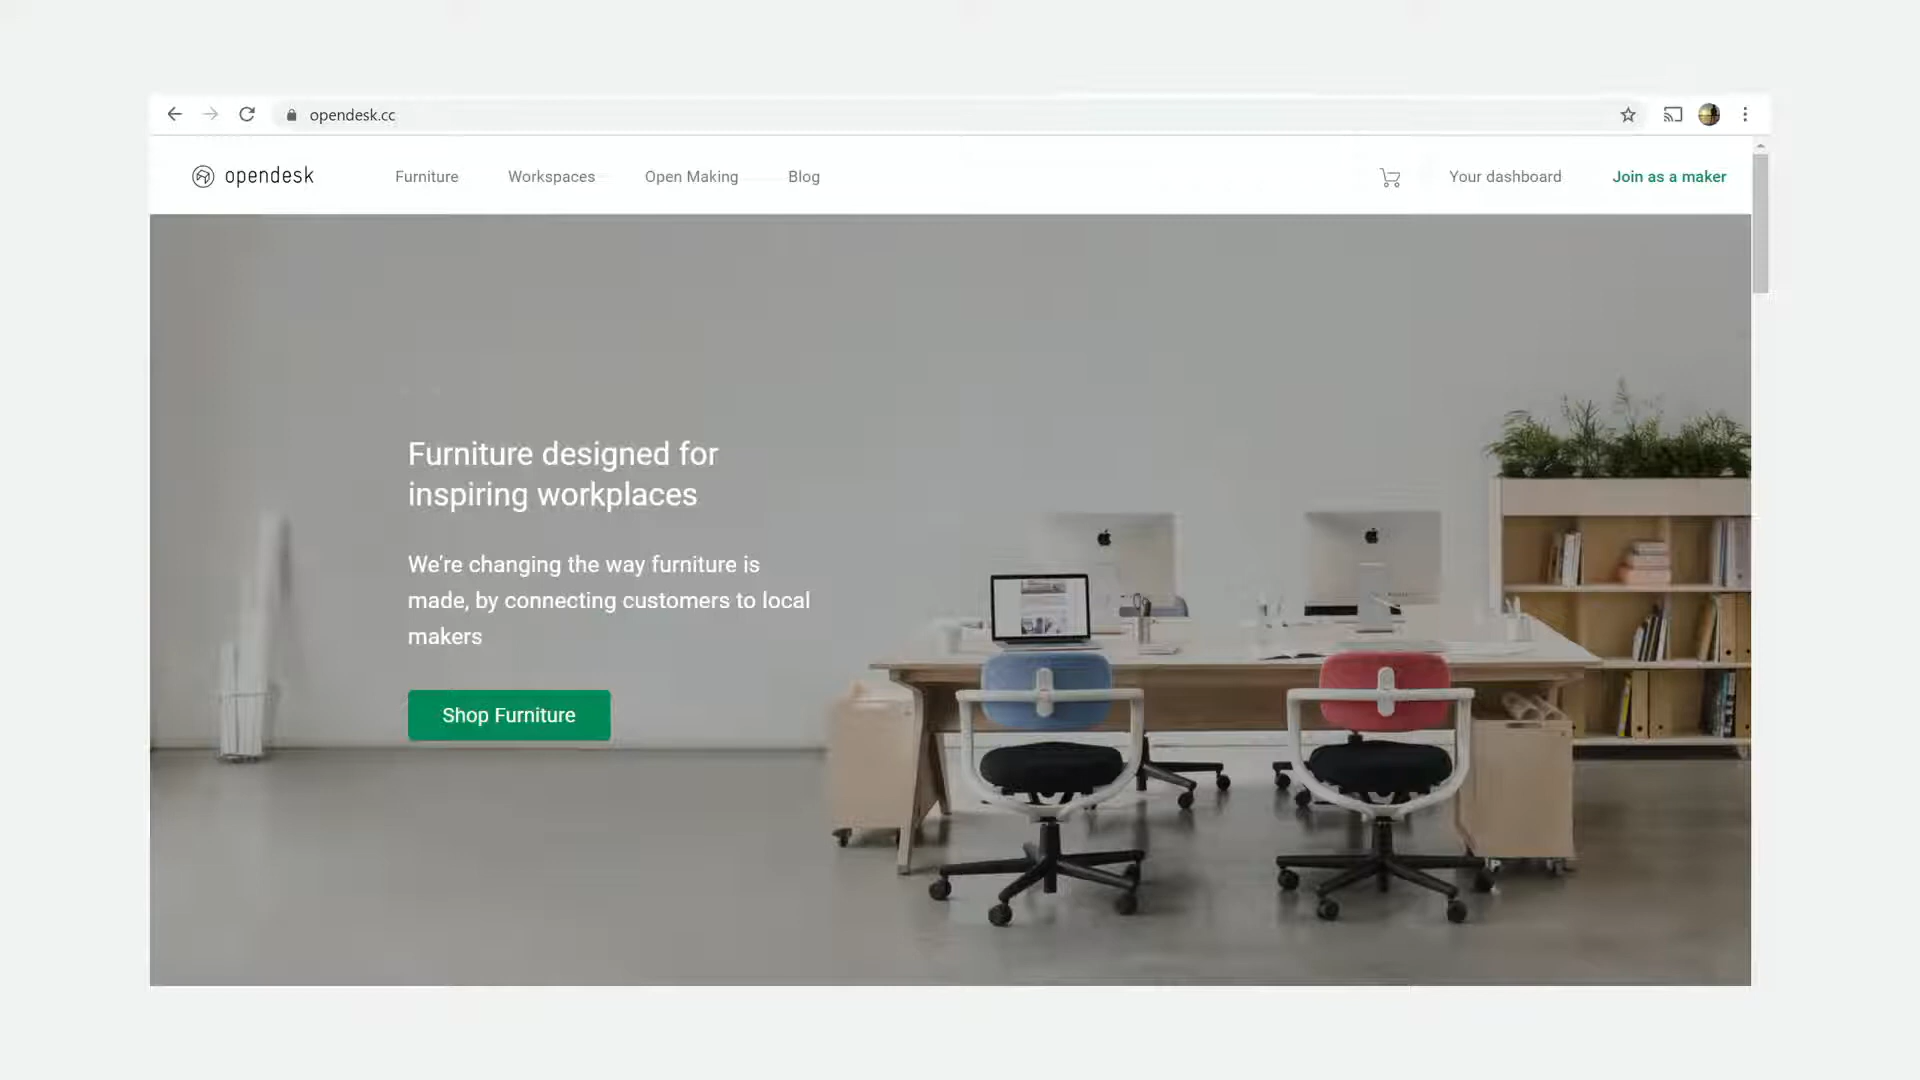 opendesk.cc
opendesk
Furniture
Workspaces
Open Making
Blog
Your dashboard
Join as a maker
Furniture designed for
inspiring workplaces
We’re changing the way furniture is
made, by connecting customers to local
makers
Shop Furniture